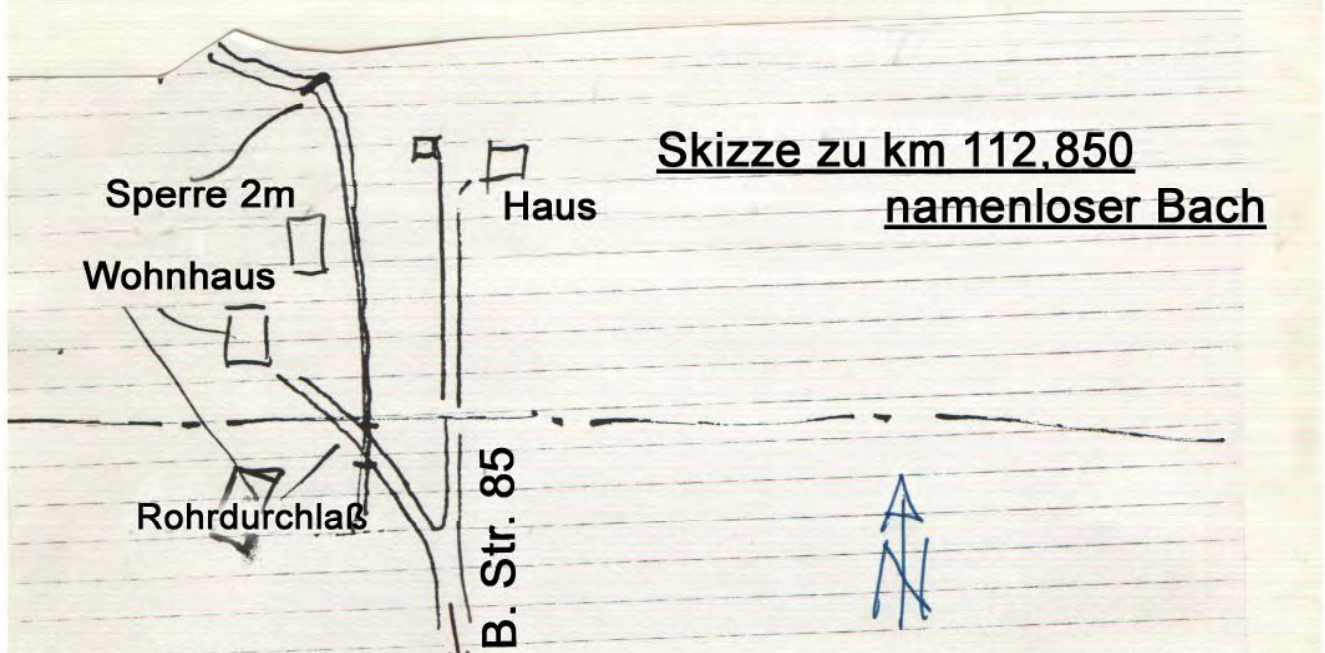 Skizze zu km 112,850
namenloser Bach
Sperre 2m
Haus
Wohnhaus
Rohrdurchlaß
B. Str. 85
N